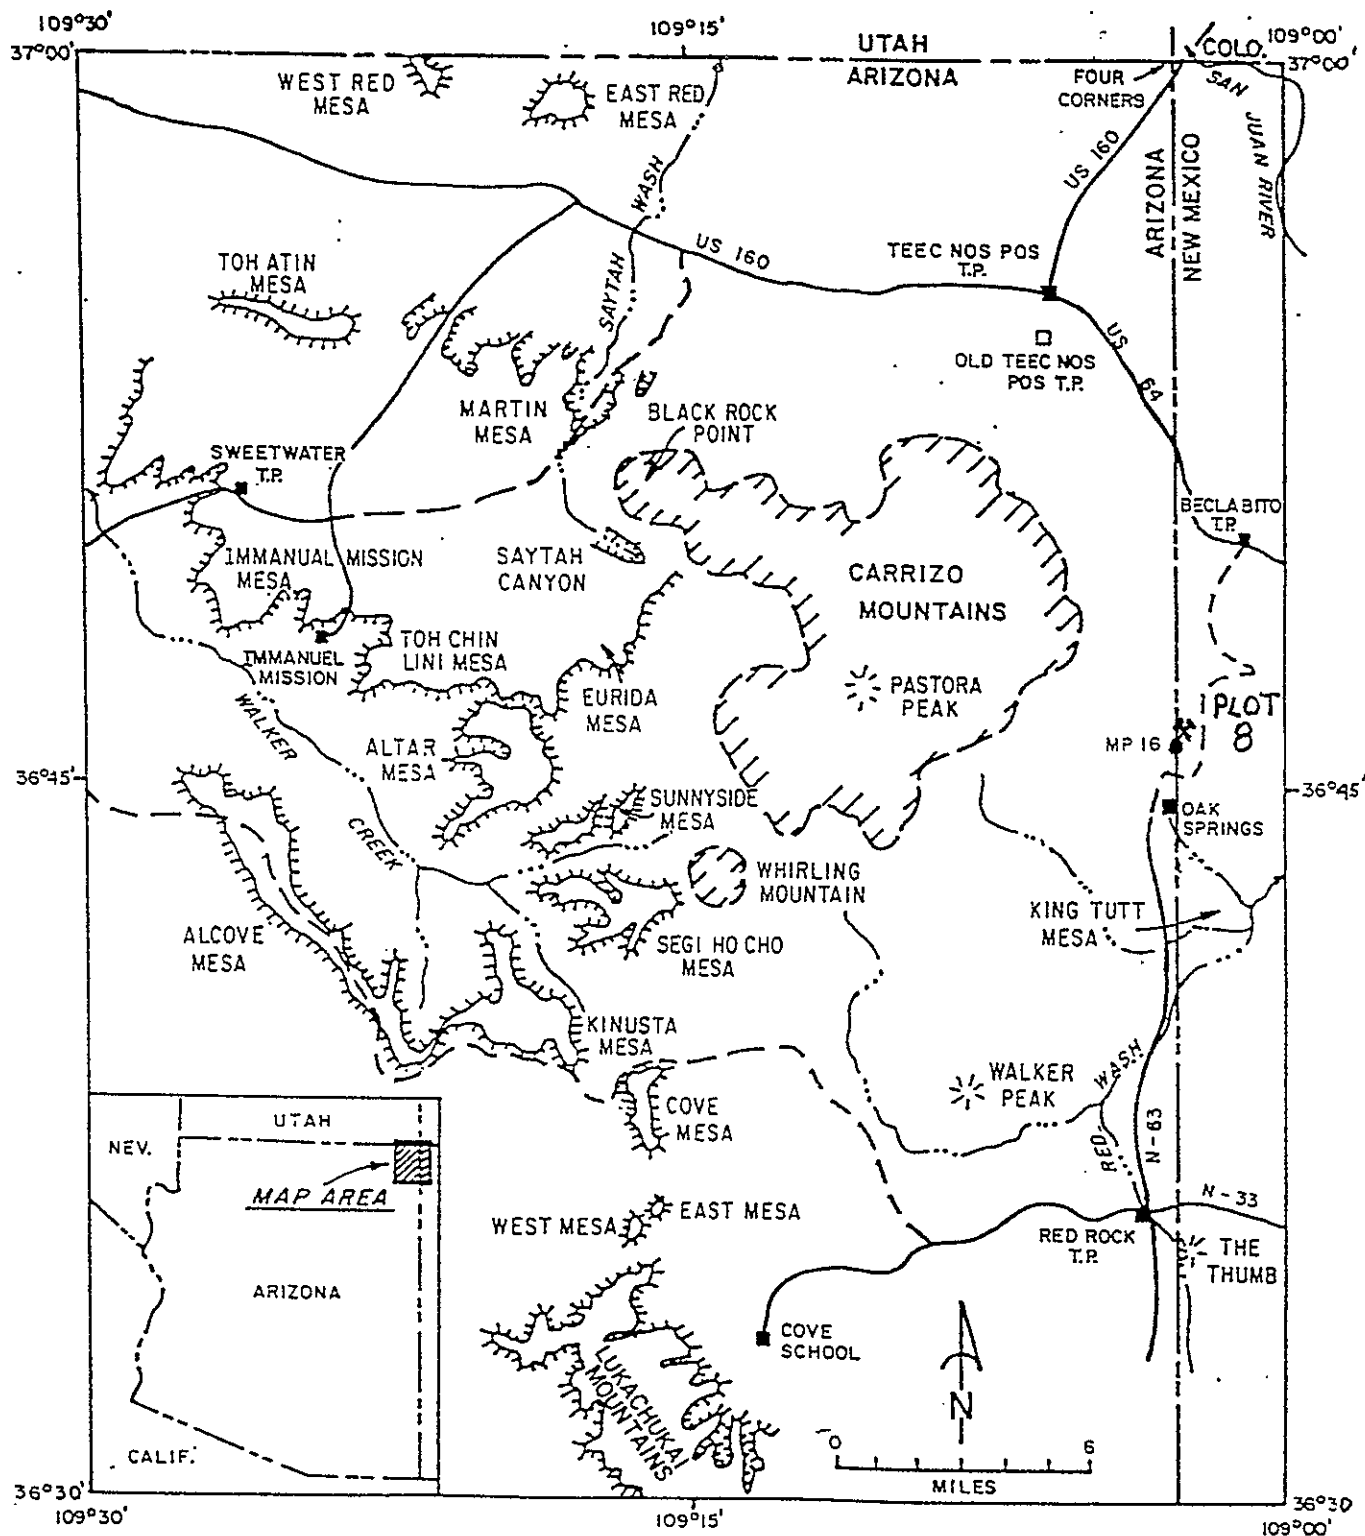 109°30'
109°15'
109°00'
37°00'
UTAH
ARIZONA
COLO.
37°00'
WEST RED
MESA
EAST RED
MESA
FOUR
CORNERS
SAN
JUAN RIVER
US 160
ARIZONA
NEW MEXICO
WASH
SAYTAH
US 160
TEEC NOS POS
T.P.
TOH ATIN
MESA
US
64
OLD TEEC NOS
POS T.P.
MARTIN
MESA
BLACK ROCK
POINT
SWEETWATER
T.P.
BECLABITO
T.P.
IMMANUAL MISSION
MESA
SAYTAH
CANYON
CARRIZO
MOUNTAINS
TOH CHIN
LINI MESA
IMMANUEL
MISSION
EURIDA
MESA
PASTORA
PEAK
PLOT
8
MP 16
WALKER
CREEK
ALTAR
MESA
36°45'
36°45'
SUNNYSIDE
MESA
OAK
SPRINGS
WHIRLING
MOUNTAIN
KING TUTT
MESA
ALCOVE
MESA
SEGI HO CHO
MESA
KINUSTA
MESA
WALKER
PEAK
RED
WASH
COVE
MESA
N-63
UTAH
NEV.
MAP AREA
ARIZONA
CALIF.
WEST MESA
EAST MESA
N-33
RED ROCK
T.P.
THE
THUMB
COVE
SCHOOL
LUKACHUKAI
MOUNTAINS
N
0
6
MILES
36°30'
109°30'
109°15'
36°30
109°00'